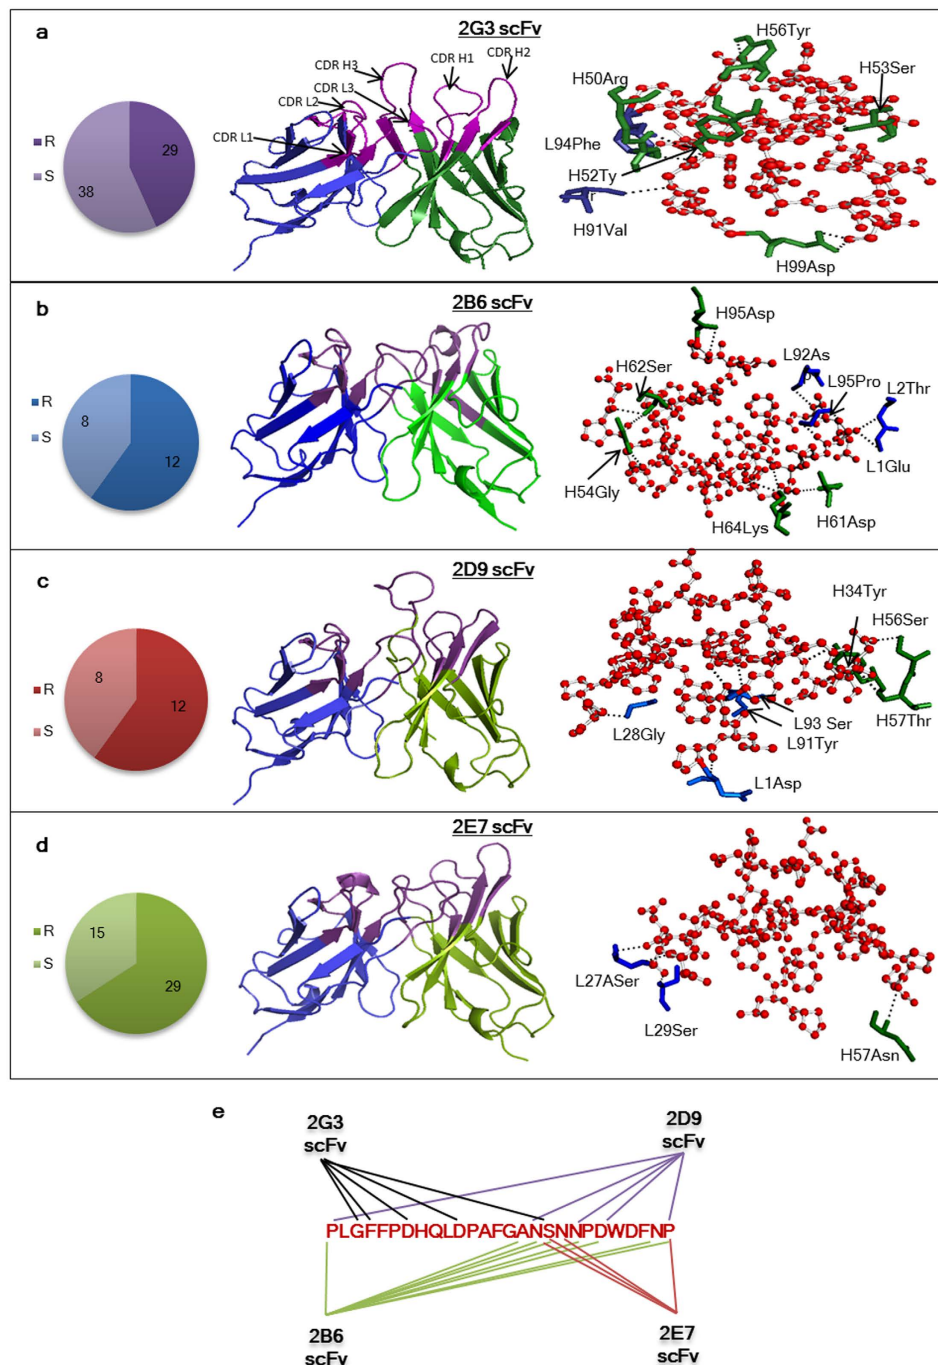 a
2G3 scFv
R
S
29
38
CDR H3
CDR L3
CDR H1
CDR H2
CDR L2
CDR L1
H56Tyr
H50Arg
H53Ser
L94Phe
H52Ty
r
H91Val
H99Asp
b
2B6 scFv
R
S
8
12
H95Asp
H62Ser
L92As
p
L95Pro
L2Thr
L1Glu
H54Gly
H64Lys
H61Asp
c
2D9 scFv
R
S
8
12
H34Tyr
H56Ser
L28Gly
L93 Ser
L91Tyr
H57Thr
L1Asp
d
2E7 scFv
R
S
15
29
L27ASer
L29Ser
H57Asn
e
2G3
scFv
2D9
scFv
PLGFFPDHQLDPAFGANSNNPDWDFNP
2B6
scFv
2E7
scFv